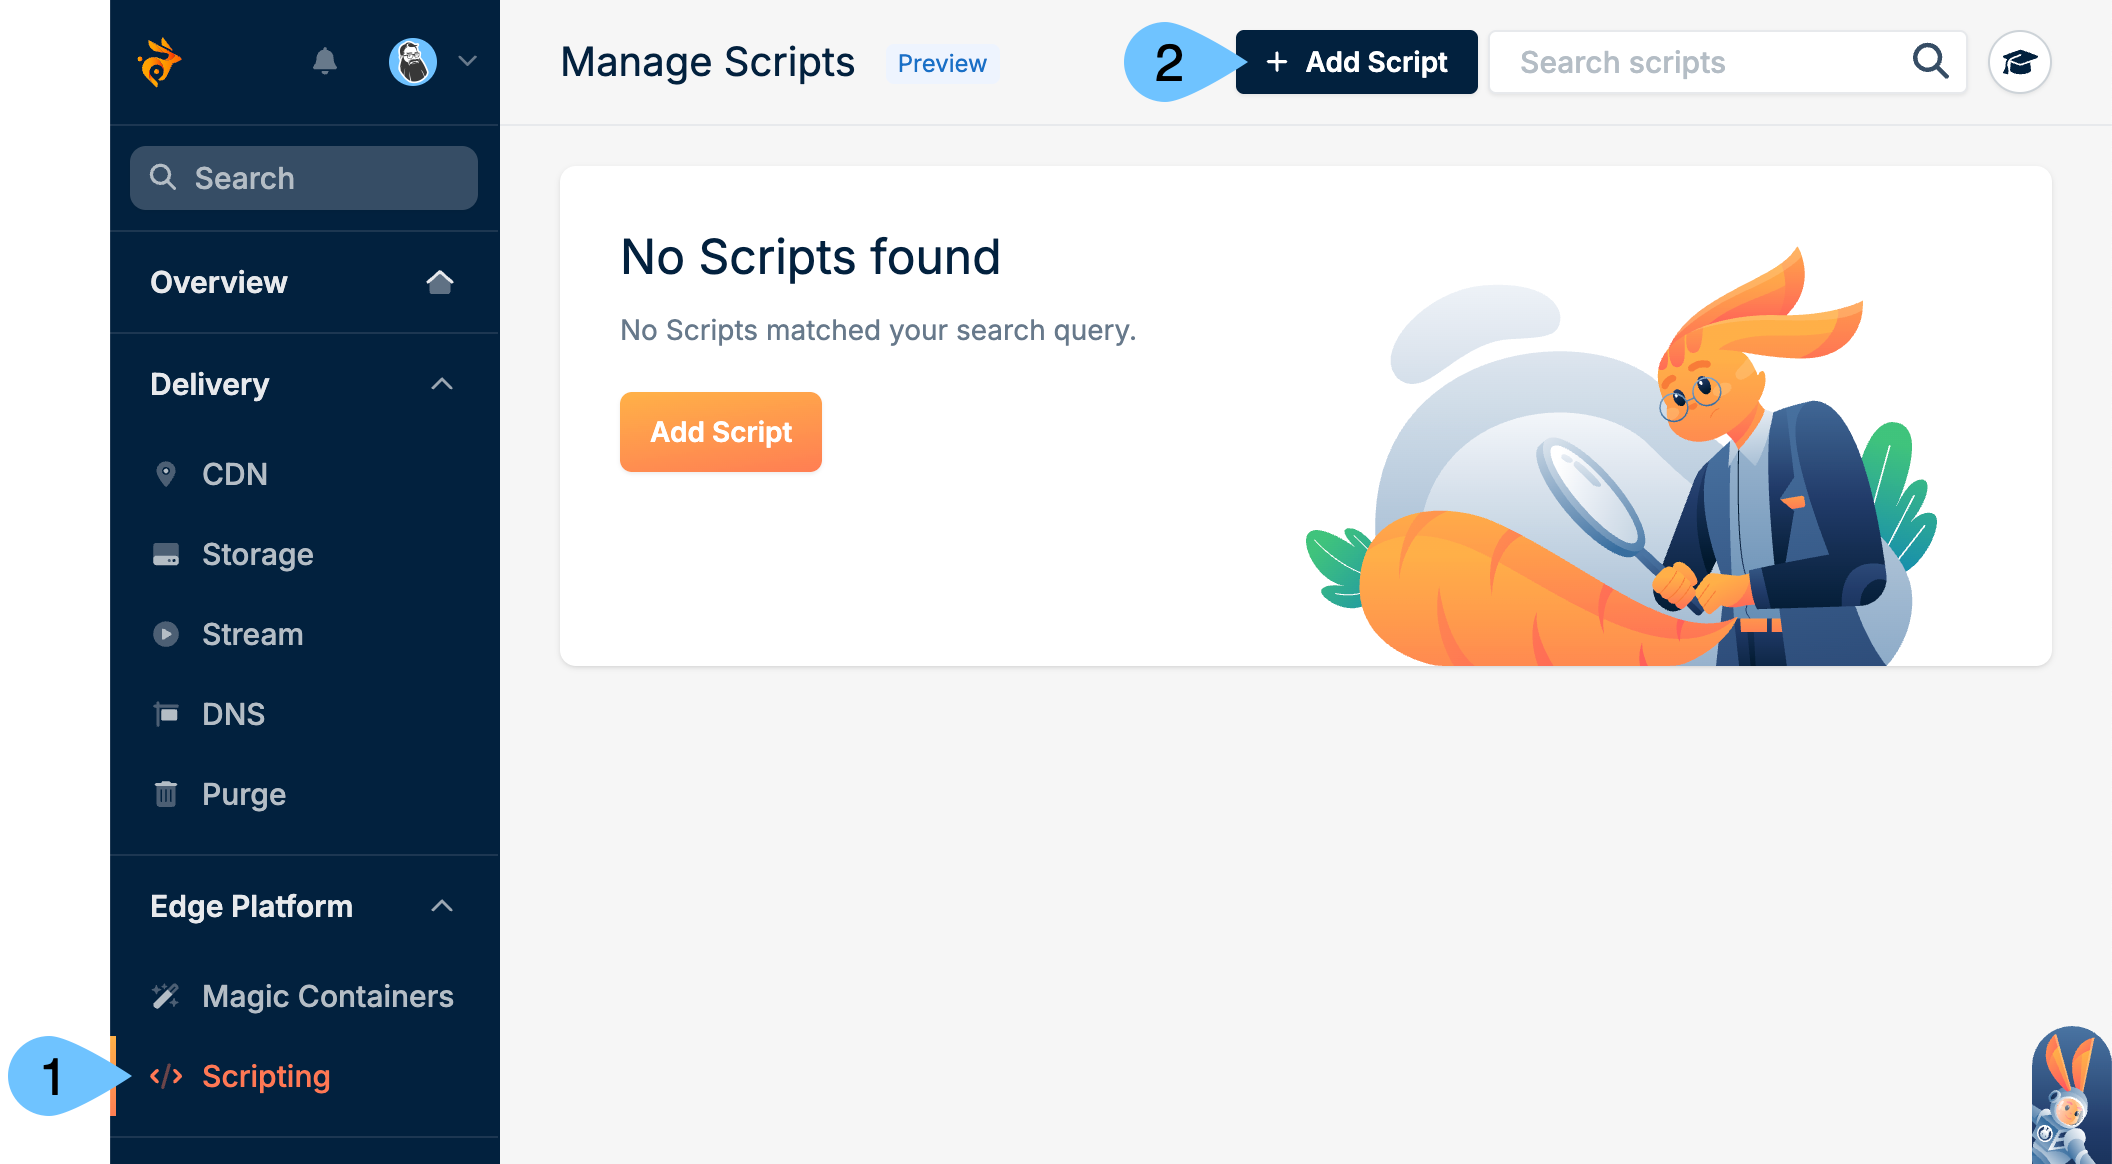 Manage Scripts
Preview
2
+ Add Script
Search scripts
Search
Overview
Delivery
CDN
Storage
Stream
DNS
Purge
Edge Platform
Magic Containers
1
</> Scripting
No Scripts found
No Scripts matched your search query.
Add Script